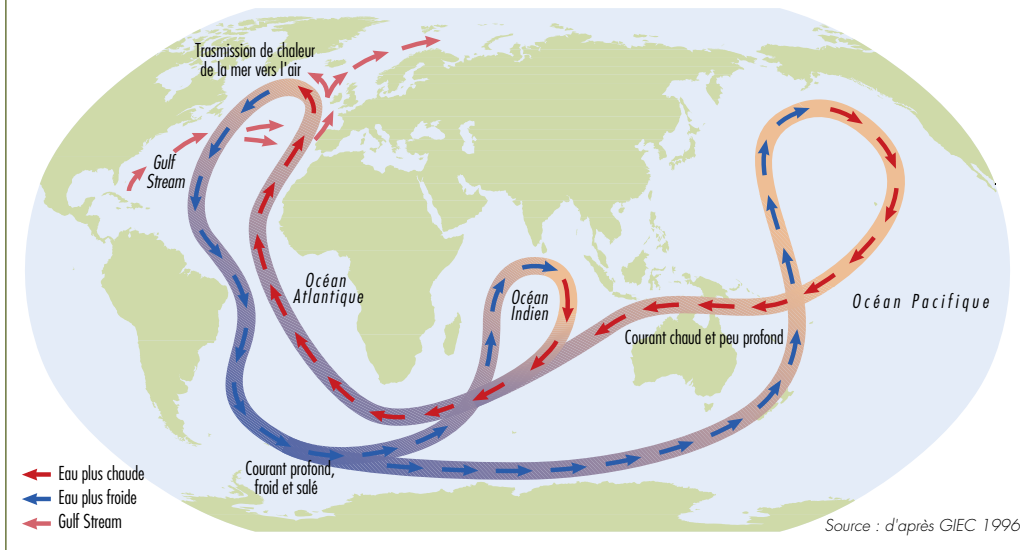 Trasmission de chaleur
de la mer vers l'air
Gulf
Stream
Océan
Atlantique
Océan
Indien
Océan Pacifique
Courant chaud et peu profond
Courant profond,
froid et salé
Eau plus chaude
Eau plus froide
Gulf Stream
Source : d'après GIEC 1996